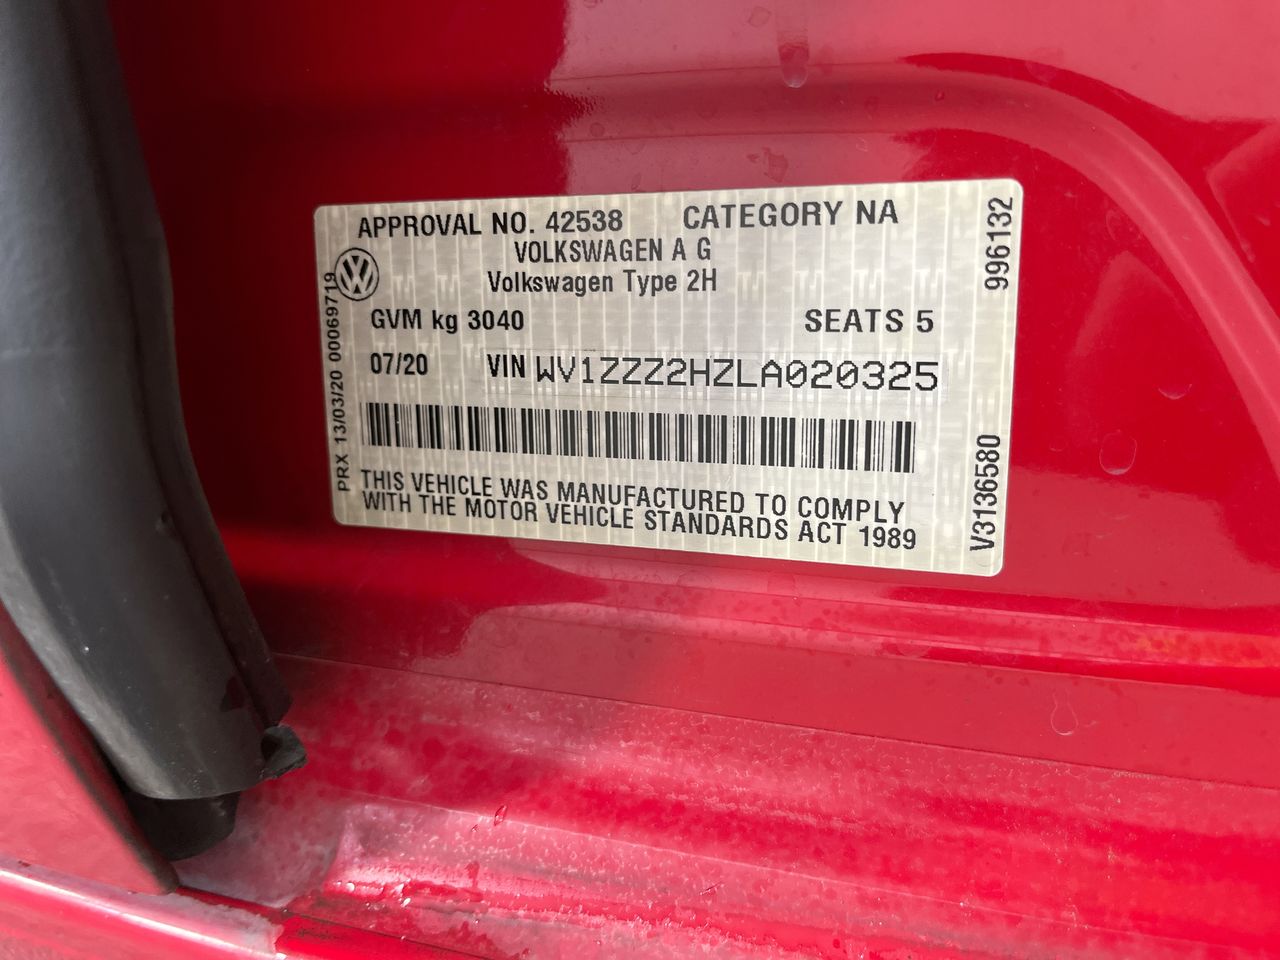 APPROVAL NO. 42538 CATEGORY NA
VOLKSWAGEN A G
Volkswagen Type 2H
GVM kg 3040 SEATS 5
07/20 VIN WV1ZZZ2HZLA020325
THIS VEHICLE WAS MANUFACTURED TO COMPLY
WITH THE MOTOR VEHICLE STANDARDS ACT 1989
PRX 13/03/20 00069719
996132
V3136580